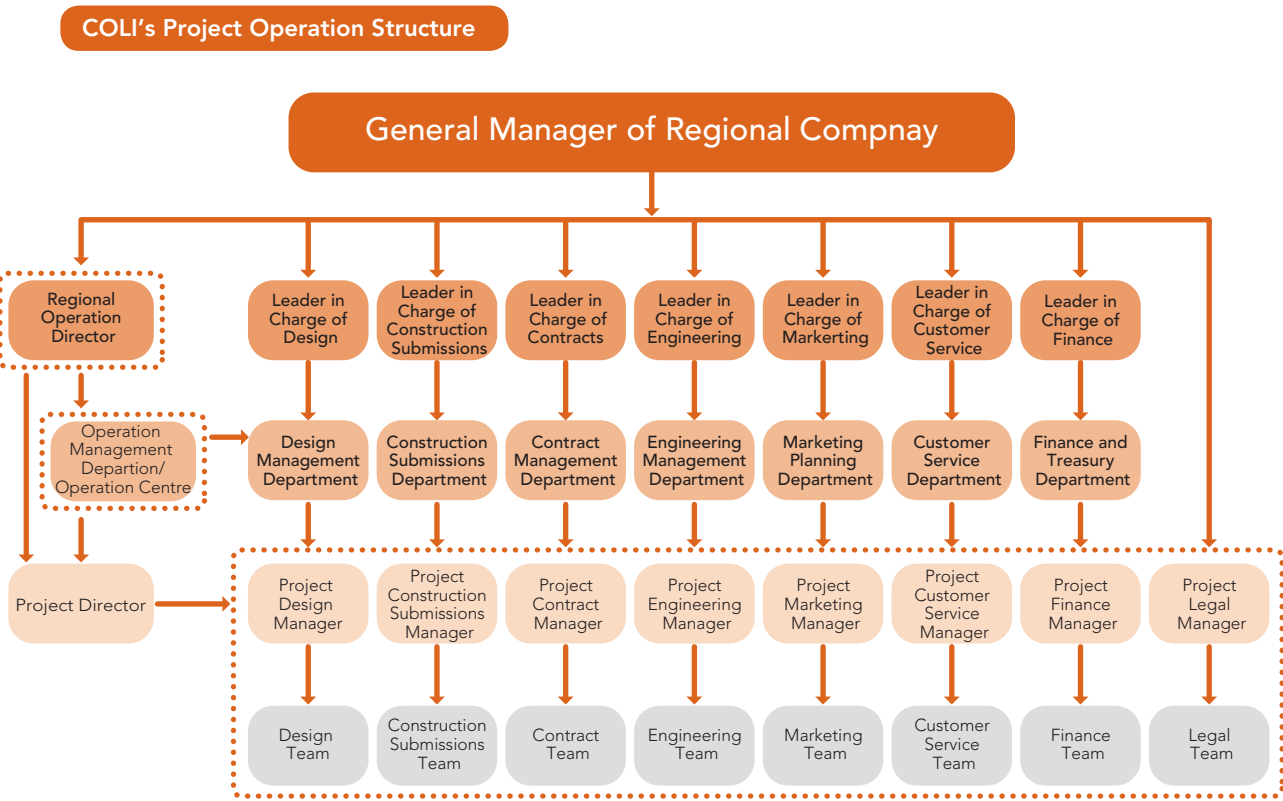 COLI's Project Operation Structure
General Manager of Regional Compnay
Regional
Operation
Director
Leader in
Charge of
Design
Leader in
Charge of
Construction
Submissions
Leader in
Charge of
Contracts
Leader in
Charge of
Engineering
Leader in
Charge of
Markerting
Leader in
Charge of
Customer
Service
Leader in
Charge of
Finance
Operation
Management
Departion/
Operation Centre
Design
Management
Department
Construction
Submissions
Department
Contract
Management
Department
Engineering
Management
Department
Marketing
Planning
Department
Customer
Service
Department
Finance and
Treasury
Department
Project Director
Project
Design
Manager
Project
Construction
Submissions
Manager
Project
Contract
Manager
Project
Engineering
Manager
Project
Marketing
Manager
Project
Customer
Service
Manager
Project
Finance
Manager
Project
Legal
Manager
Design
Team
Construction
Submissions
Team
Contract
Team
Engineering
Team
Marketing
Team
Customer
Service
Team
Finance
Team
Legal
Team